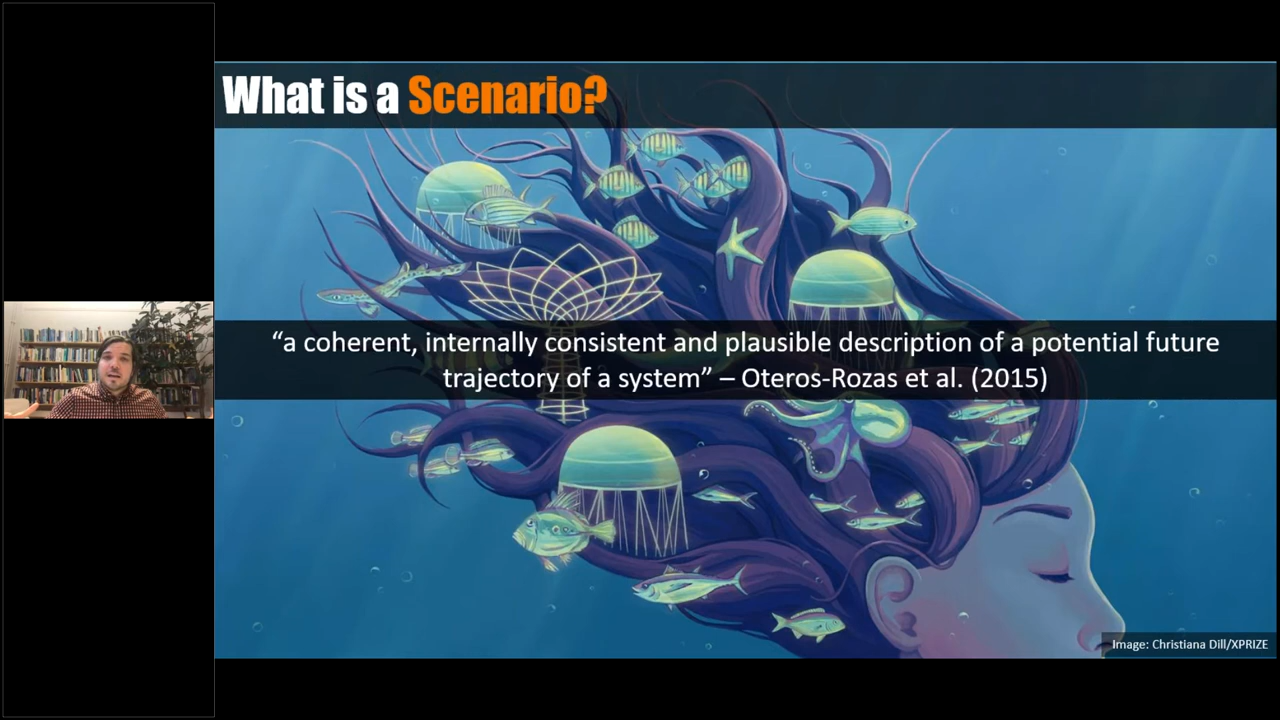 What is a Scenario?
“a coherent, internally consistent and plausible description of a potential future
trajectory of a system” – Oteros-Rozas et al. (2015)
Image: Christiana Dill/XPRIZE